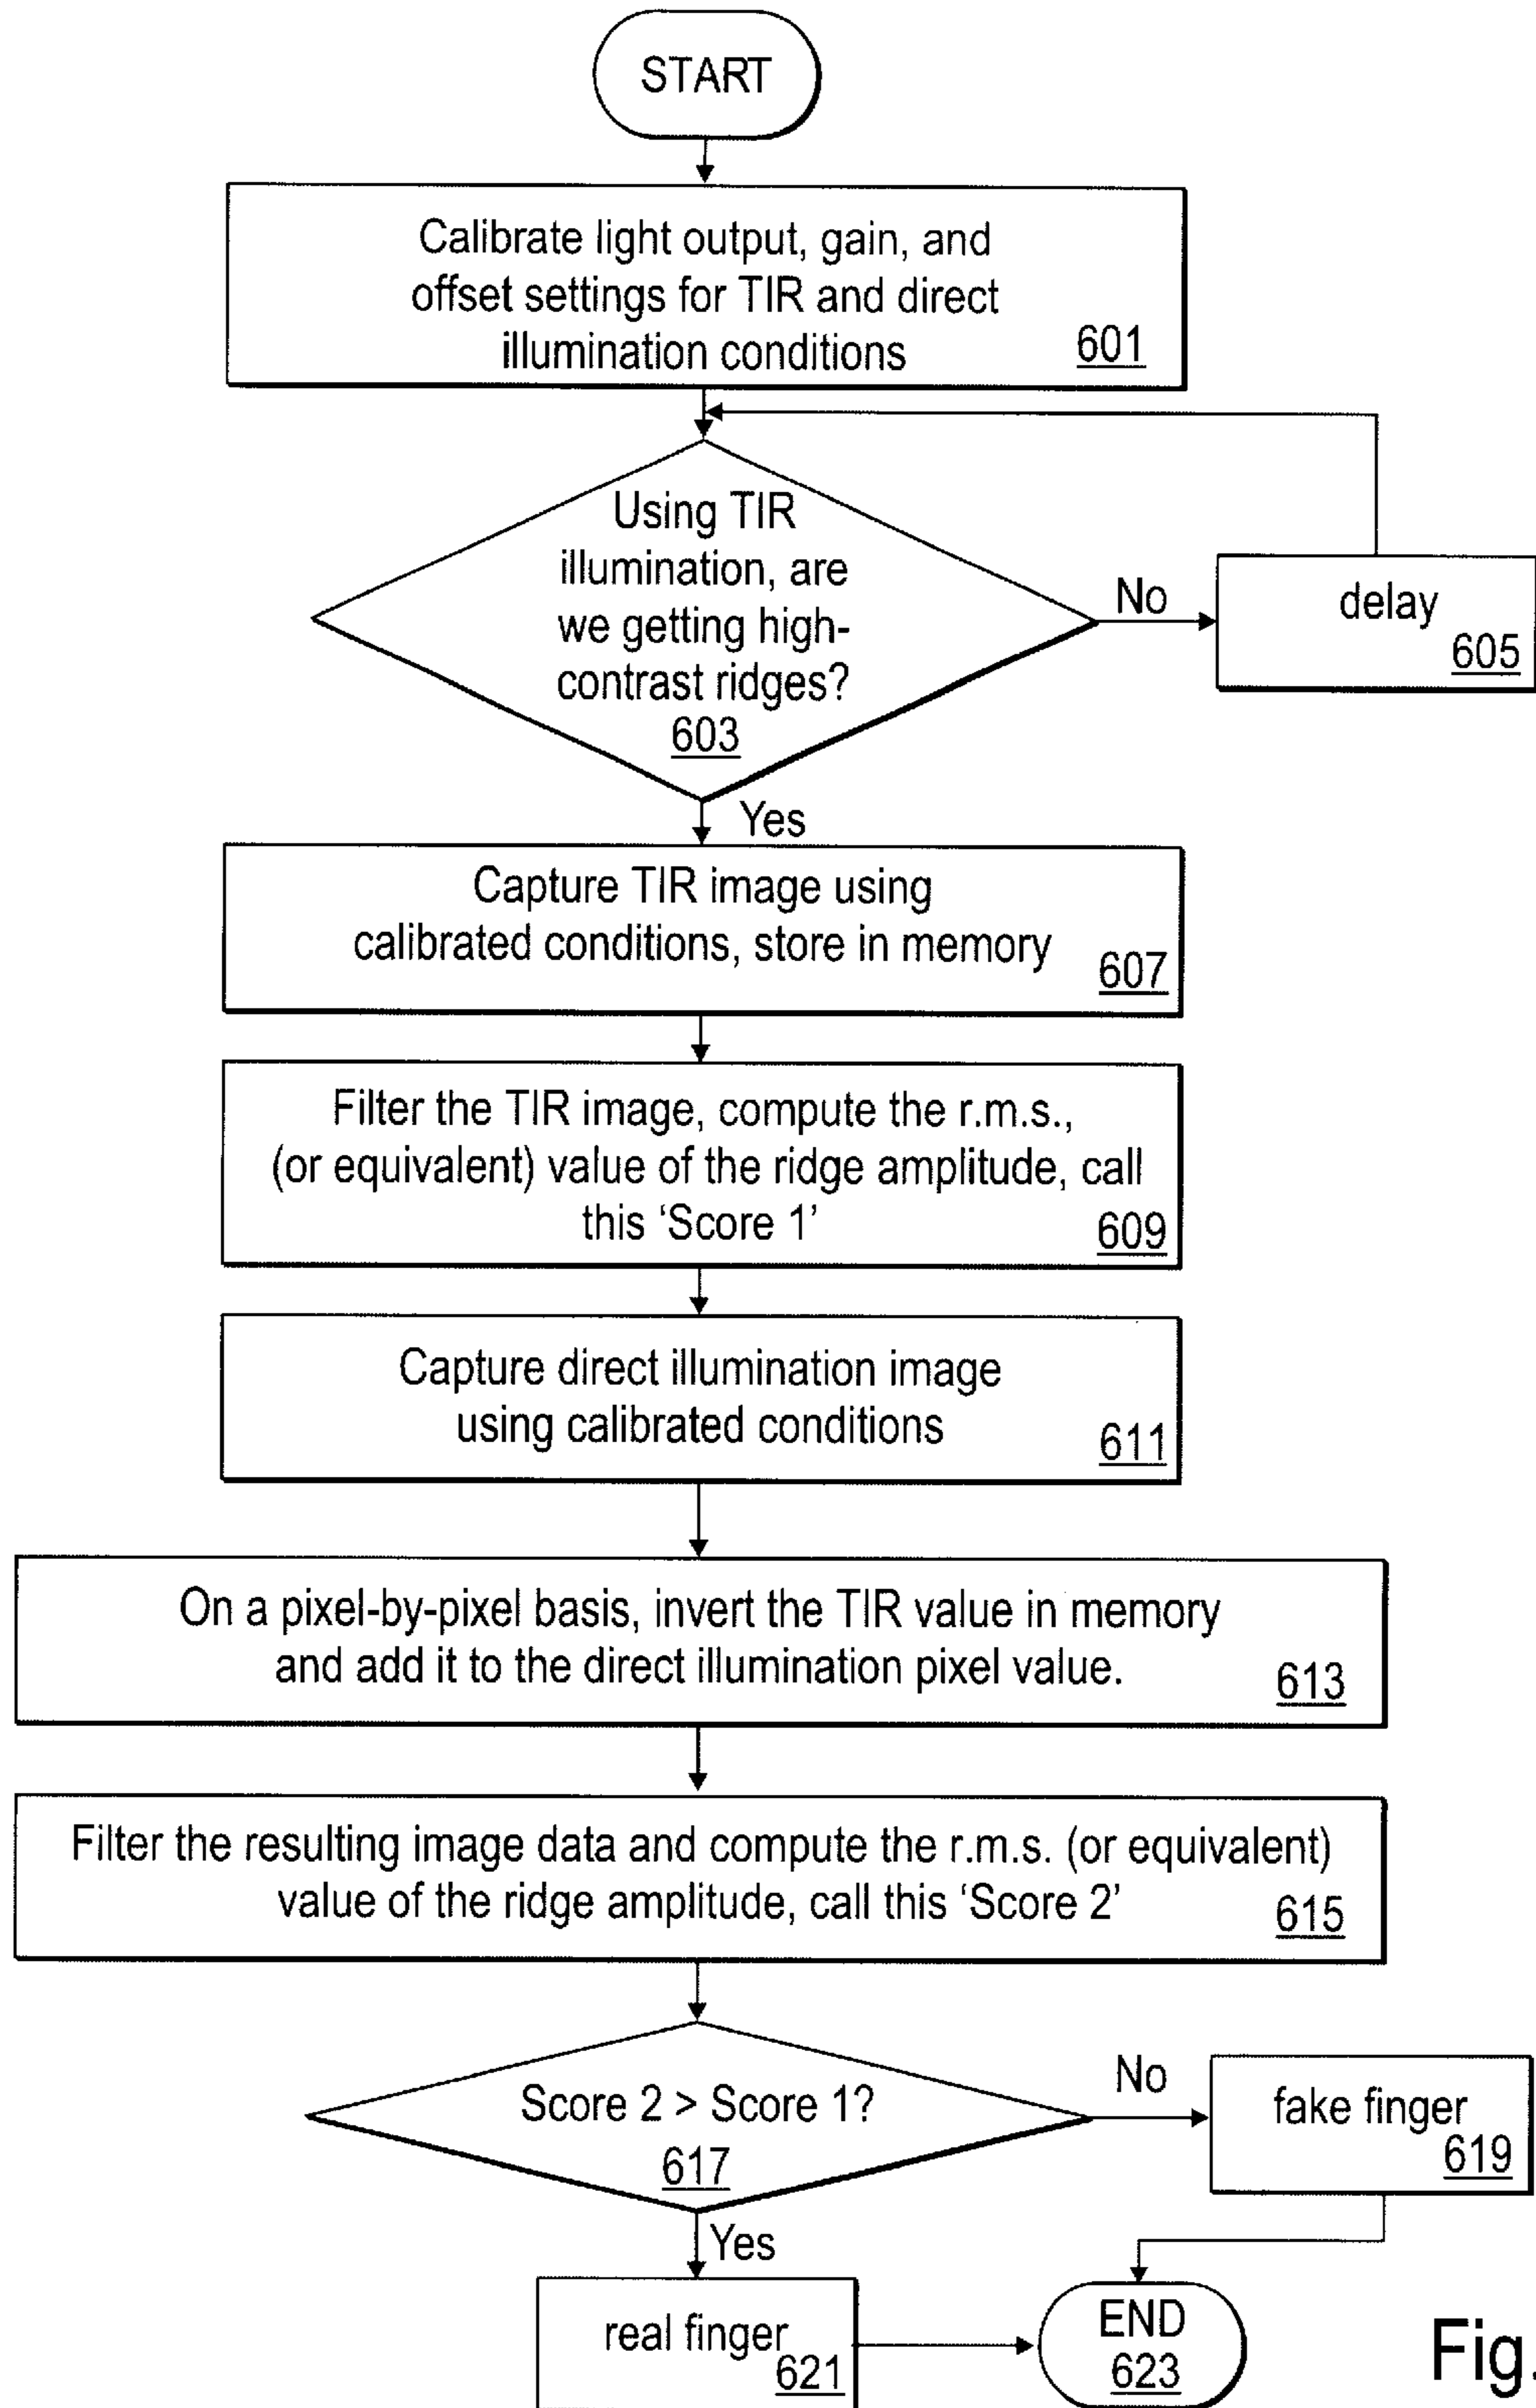 START
Calibrate light output, gain, and
offset settings for TIR and direct
illumination conditions
601
Using TIR
illumination, are
we getting high-
contrast ridges?
603
No
delay
605
Yes
Capture TIR image using
calibrated conditions, store in memory
607
Filter the TIR image, compute the r.m.s.,
(or equivalent) value of the ridge amplitude, call
this ‘Score 1’
609
Capture direct illumination image
using calibrated conditions
611
On a pixel-by-pixel basis, invert the TIR value in memory
and add it to the direct illumination pixel value.
613
Filter the resulting image data and compute the r.m.s. (or equivalent)
value of the ridge amplitude, call this ‘Score 2’
615
Score 2 > Score 1?
617
No
fake finger
619
Yes
real finger
621
END
623
Fig.